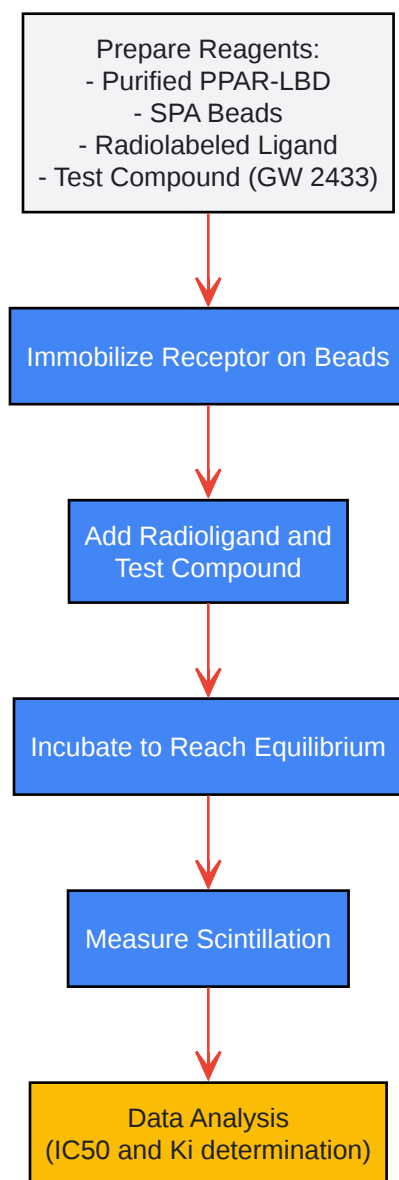 Prepare Reagents:
- Purified PPAR-LBD
- SPA Beads
- Radiolabeled Ligand
- Test Compound (GW 2433)
Immobilize Receptor on Beads
Add Radioligand and
Test Compound
Incubate to Reach Equilibrium
Measure Scintillation
Data Analysis
(IC50 and Ki determination)